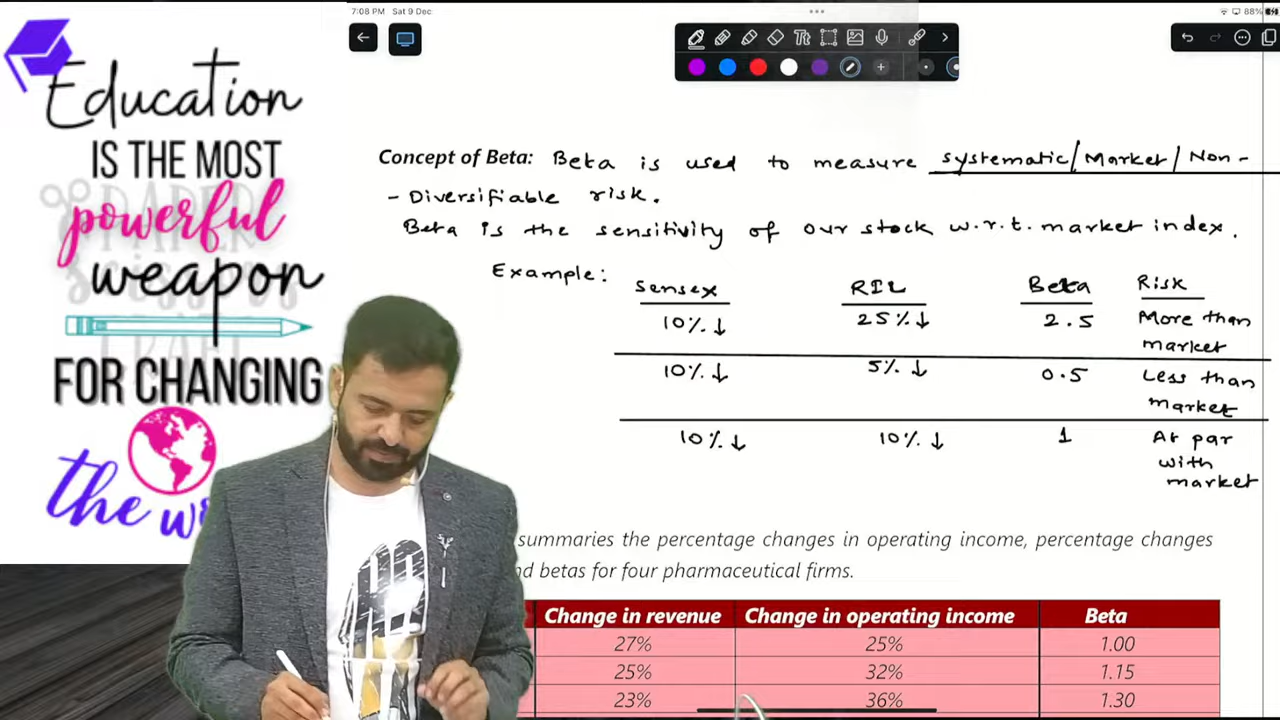 7:08 PM Sat 9 Dec
88%
Education
IS THE MOST
powerful
weapon
FOR CHANGING
the
Concept of Beta: Beta is used to measure systematic/Market/Non-
- Diversifiable risk.
Beta is the sensitivity of our stock w.r.t. market index.
Example:
Sensex RIL Beta Risk
10%↓ 25%↓ 2.5 More than
market
10%↓ 5%↓ 0.5 Less than
market
10%↓ 10%↓ 1 At par
with
market
summaries the percentage changes in operating income, percentage changes
betas for four pharmaceutical firms.
Change in revenue Change in operating income Beta
27% 25% 1.00
25% 32% 1.15
23% 36% 1.30